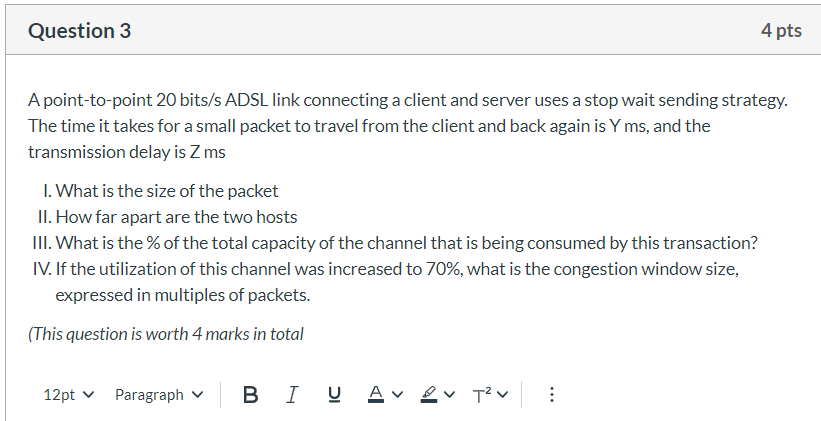 Question 3
4 pts
A point-to-point 20 bits/s ADSL link connecting a client and server uses a stop wait sending strategy.
The time it takes for a small packet to travel from the client and back again is Y ms, and the
transmission delay is Z ms
I. What is the size of the packet
II. How far apart are the two hosts
III. What is the % of the total capacity of the channel that is being consumed by this transaction?
IV. If the utilization of this channel was increased to 70%, what is the congestion window size,
expressed in multiples of packets.
(This question is worth 4 marks in total
12pt Paragraph B I U A T²